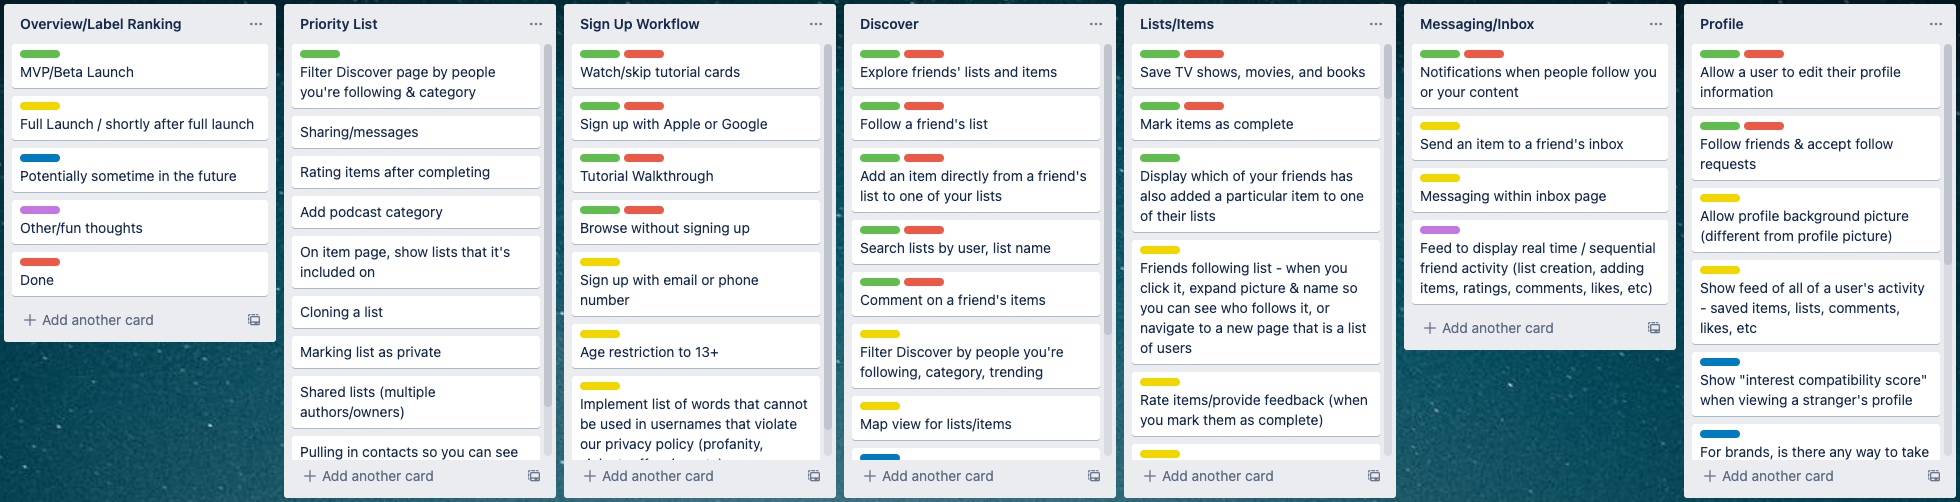 Overview/Label Ranking
MVP/Beta Launch
Full Launch / shortly after full launch
Potentially sometime in the future
Other/fun thoughts
Done
+ Add another card
Priority List
Filter Discover page by people
you're following & category
Sharing/messages
Rating items after completing
Add podcast category
On item page, show lists that it's
included on
Cloning a list
Marking list as private
Shared lists (multiple
authors/owners)
Pulling in contacts so you can see
+ Add another card
Sign Up Workflow
Watch/skip tutorial cards
Sign up with Apple or Google
Tutorial Walkthrough
Browse without signing up
Sign up with email or phone
number
Age restriction to 13+
Implement list of words that cannot
be used in usernames that violate
our privacy policy (profanity,
+ Add another card
Discover
Explore friends' lists and items
Follow a friend's list
Add an item directly from a friend's
list to one of your lists
Search lists by user, list name
Comment on a friend's items
Filter Discover by people you're
following, category, trending
Map view for lists/items
+ Add another card
Lists/Items
Save TV shows, movies, and books
Mark items as complete
Display which of your friends has
also added a particular item to one
of their lists
Friends following list - when you
click it, expand picture & name so
you can see who follows it, or
navigate to a new page that is a list
of users
Rate items/provide feedback (when
you mark them as complete)
+ Add another card
Messaging/Inbox
Notifications when people follow you
or your content
Send an item to a friend's inbox
Messaging within inbox page
Feed to display real time / sequential
friend activity (list creation, adding
items, ratings, comments, likes, etc)
+ Add another card
Profile
Allow a user to edit their profile
information
Follow friends & accept follow
requests
Allow profile background picture
(different from profile picture)
Show feed of all of a user's activity
- saved items, lists, comments,
likes, etc
Show "interest compatibility score"
when viewing a stranger's profile
For brands, is there any way to take
+ Add another card